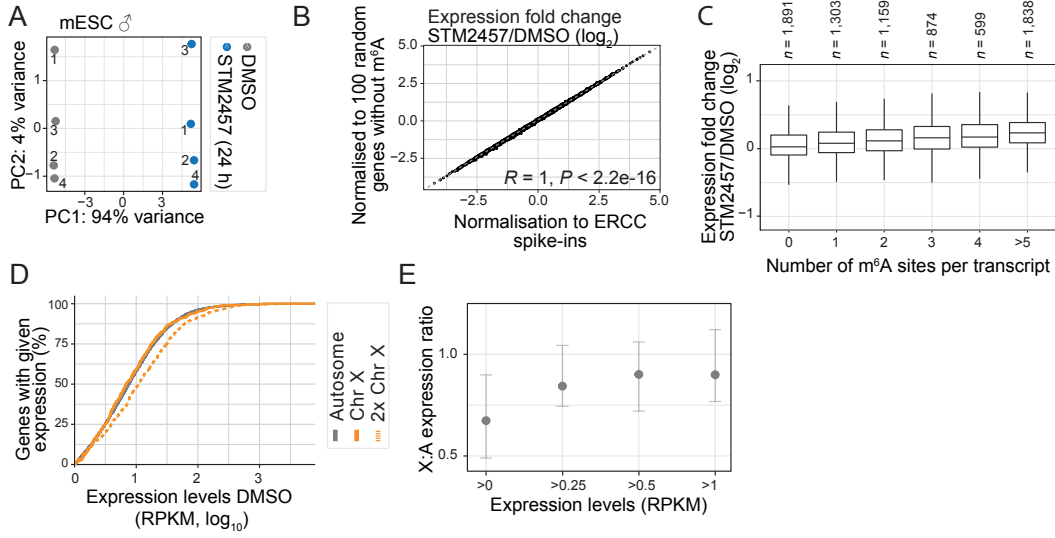 A
mESC ♂
PC2: 4% variance
1
0
−1
1
3
2
4
3
1
2
4
−3
0
3
PC1: 94% variance
DMSO
STM2457 (24 h)
B
Expression fold change
STM2457/DMSO (log2)
Normalised to 100 random
genes without m⁶A
5.0
2.5
0.0
−2.5
R = 1, P < 2.2e-16
−2.5
0.0
2.5
5.0
Normalisation to ERCC
spike-ins
C
n = 1,891
n = 1,303
n = 1,159
n = 874
n = 599
n = 1,838
Expression fold change
STM2457/DMSO (log2)
1
0
−1
0
1
2
3
4
>5
Number of m⁶A sites per transcript
D
Genes with given
expression (%)
100
75
50
25
0
0
1
2
3
Expression levels DMSO
(RPKM, log10)
Autosome
Chr X
2x Chr X
E
X:A expression ratio
1.0
0.5
>0
>0.25
>0.5
>1
Expression levels (RPKM)